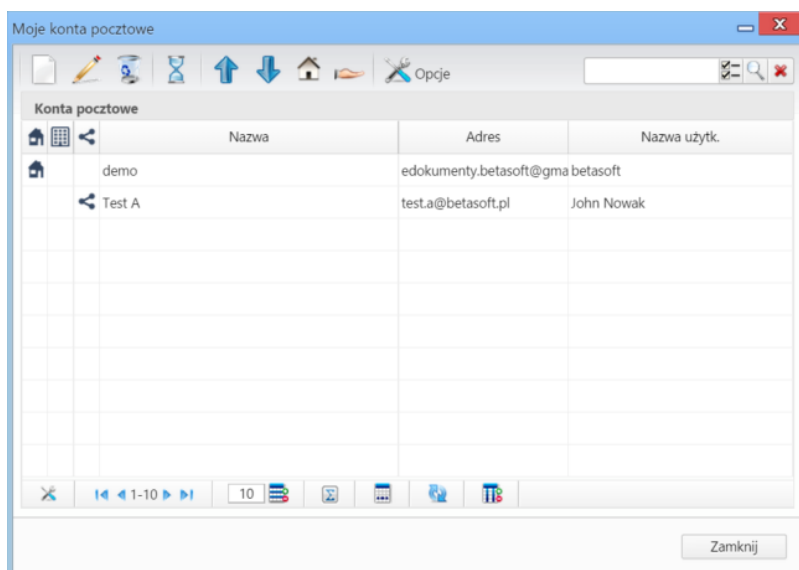 Moje konta pocztowe
Opcje
Konta pocztowe
Nazwa Adres Nazwa użytk.
demo edokumenty.betasoft@gma betasoft
Test A test.a@betasoft.pl John Nowak
1-10 10
Zamknij